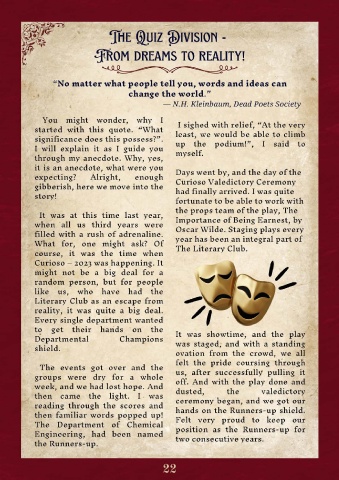 The Quiz Division -
From dreams to reality!
“No matter what people tell you, words and ideas can
change the world.”
— N.H. Kleinbaum, Dead Poets Society
You might wonder, why I
started with this quote. “What
significance does this possess?”.
I will explain it as I guide you
through my anecdote. Why, yes,
it is an anecdote, what were you
expecting? Alright, enough
gibberish, here we move into the
story!
It was at this time last year,
when all us third years were
filled with a rush of adrenaline.
What for, one might ask? Of
course, it was the time when
Curioso – 2023 was happening. It
might not be a big deal for a
random person, but for people
like us, who have had the
Literary Club as an escape from
reality, it was quite a big deal.
Every single department wanted
to get their hands on the
Departmental Champions
shield.
The events got over and the
groups were dry for a whole
week, and we had lost hope. And
then came the light. I was
reading through the scores and
then familiar words popped up!
The Department of Chemical
Engineering, had been named
the Runners-up.
I sighed with relief, “At the very
least, we would be able to climb
up the podium!”, I said to
myself.
Days went by, and the day of the
Curioso Valedictory Ceremony
had finally arrived. I was quite
fortunate to be able to work with
the props team of the play, The
Importance of Being Earnest, by
Oscar Wilde. Staging plays every
year has been an integral part of
The Literary Club.
It was showtime, and the play
was staged, and with a standing
ovation from the crowd, we all
felt the pride coursing through
us, after successfully pulling it
off. And with the play done and
dusted, the valedictory
ceremony began, and we got our
hands on the Runners-up shield.
Felt very proud to keep our
position as the Runners-up for
two consecutive years.
22